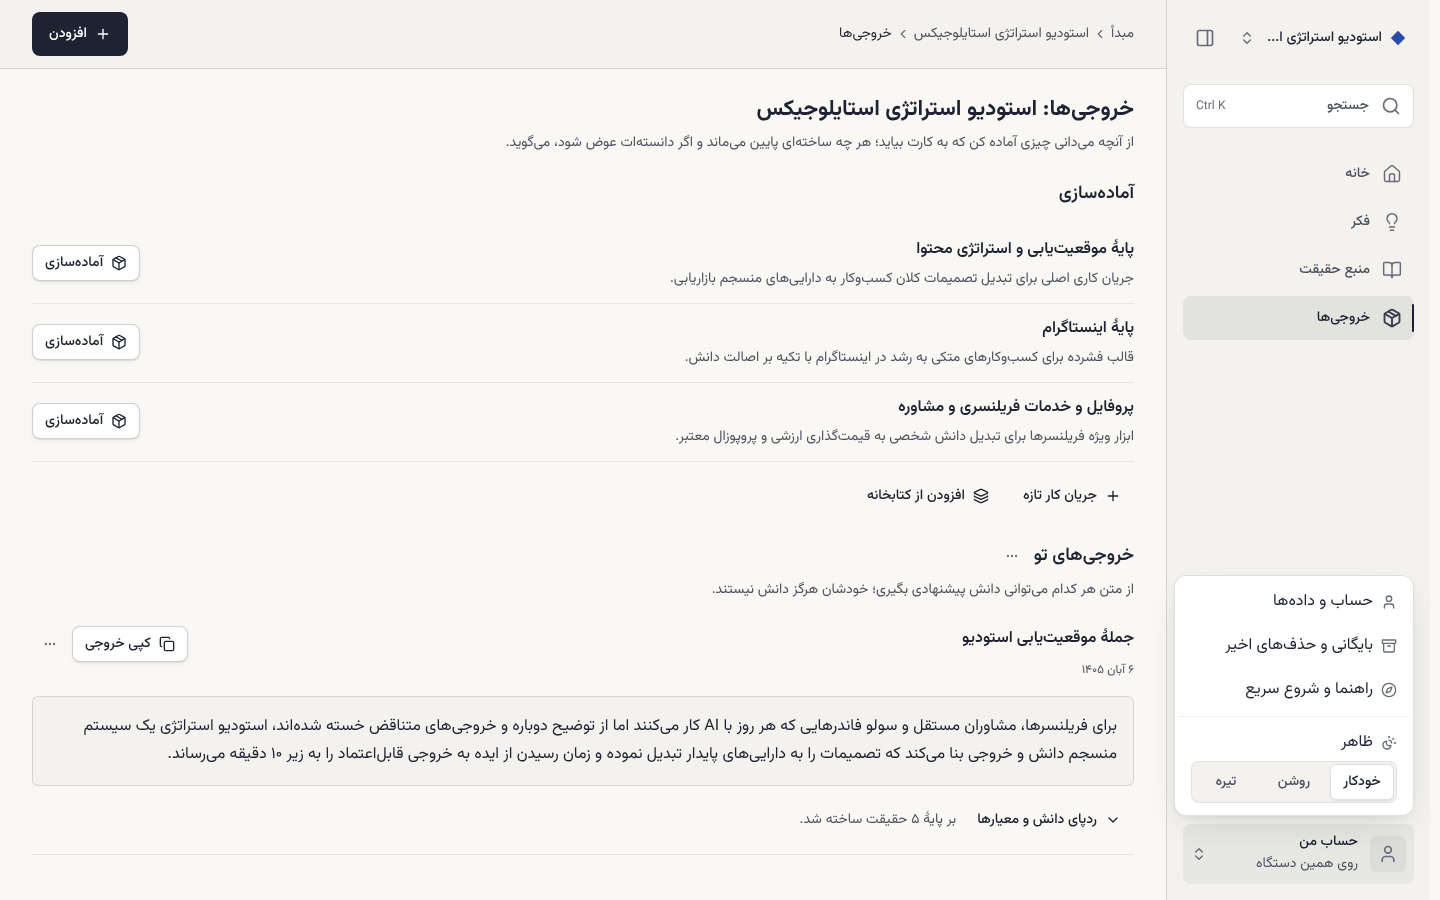 استودیو استراتژی ا...
جستجو
Ctrl K
خانه
فکر
منبع حقیقت
خروجی‌ها
حساب و داده‌ها
بایگانی و حذف‌های اخیر
راهنما و شروع سریع
ظاهر
خودکار روشن تیره
حساب من
روی همین دستگاه
مبدأ › استودیو استراتژی استایلوجیکس › خروجی‌ها
افزودن
خروجی‌ها: استودیو استراتژی استایلوجیکس
از آنچه می‌دانی چیزی آماده کن که به کارت بیاید؛ هر چه ساخته‌ای پایین می‌ماند و اگر دانسته‌ات عوض شود، می‌گوید.
آماده‌سازی
پایهٔ موقعیت‌یابی و استراتژی محتوا
جریان کاری اصلی برای تبدیل تصمیمات کلان کسب‌وکار به دارایی‌های منسجم بازاریابی.
آماده‌سازی
پایهٔ اینستاگرام
قالب فشرده برای کسب‌وکارهای متکی به رشد در اینستاگرام با تکیه بر اصالت دانش.
آماده‌سازی
پروفایل و خدمات فریلنسری و مشاوره
ابزار ویژه فریلنسرها برای تبدیل دانش شخصی به قیمت‌گذاری ارزشی و پروپوزال معتبر.
آماده‌سازی
جریان کار تازه
افزودن از کتابخانه
خروجی‌های تو ...
از متن هر کدام می‌توانی دانش پیشنهادی بگیری؛ خودشان هرگز دانش نیستند.
جملهٔ موقعیت‌یابی استودیو
۶ آبان ۱۴۰۵
کپی خروجی ...
برای فریلنسرها، مشاوران مستقل و سولو فاندرهایی که هر روز با AI کار می‌کنند اما از توضیح دوباره و خروجی‌های متناقض خسته شده‌اند، استودیو استراتژی یک سیستم
منسجم دانش و خروجی بنا می‌کند که تصمیمات را به دارایی‌های پایدار تبدیل نموده و زمان رسیدن از ایده به خروجی قابل‌اعتماد را به زیر ۱۰ دقیقه می‌رساند.
ردپای دانش و معیارها
بر پایهٔ ۵ حقیقت ساخته شد.